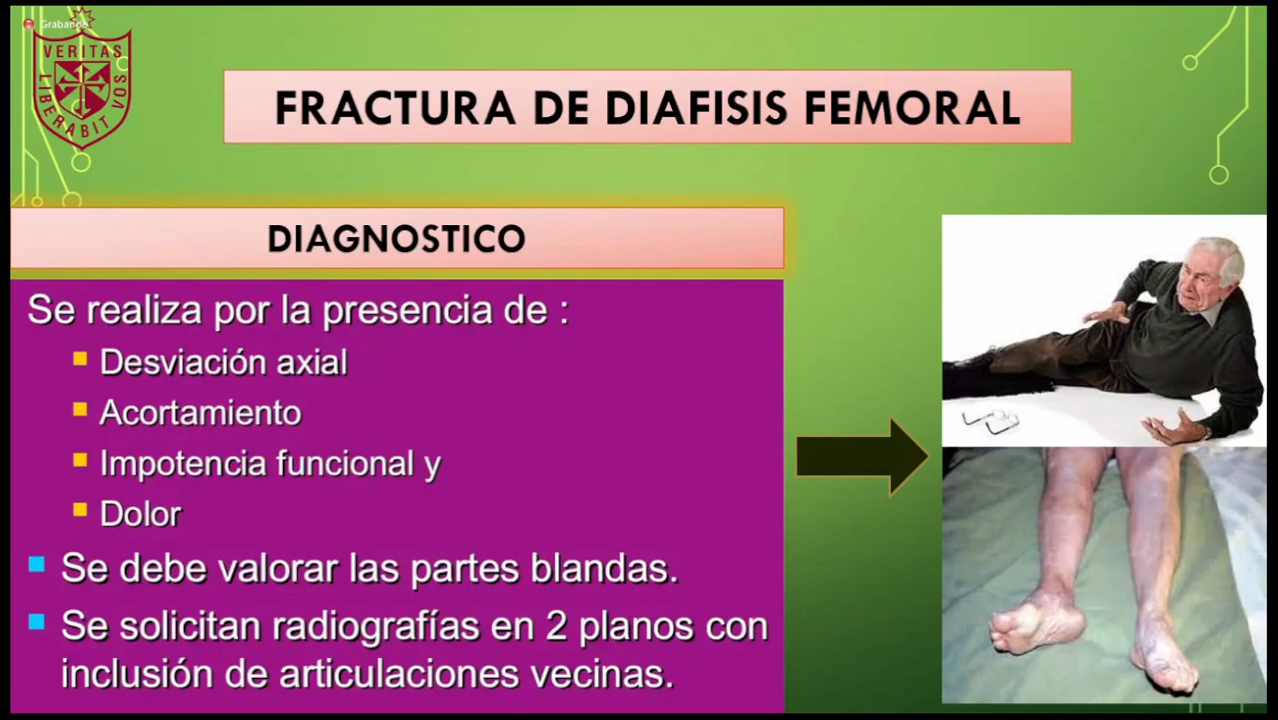 Grabando
VERITAS
LIBERABIT VOS
FRACTURA DE DIAFISIS FEMORAL
DIAGNOSTICO
Se realiza por la presencia de :
Desviación axial
Acortamiento
Impotencia funcional y
Dolor
Se debe valorar las partes blandas.
Se solicitan radiografías en 2 planos con
inclusión de articulaciones vecinas.